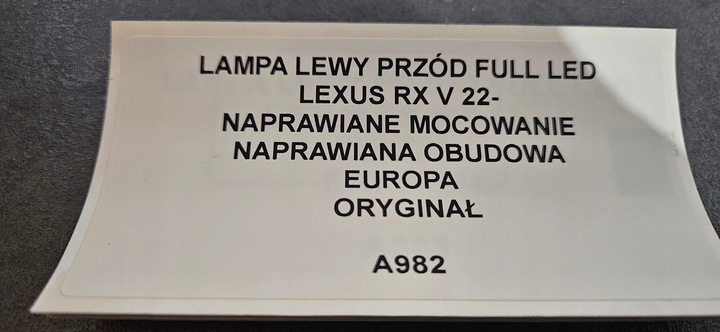 LAMPA LEWY PRZÓD FULL LED
LEXUS RX V 22-
NAPRAWIANE MOCOWANIE
NAPRAWIANA OBUDOWA
EUROPA
ORYGINAŁ
A982